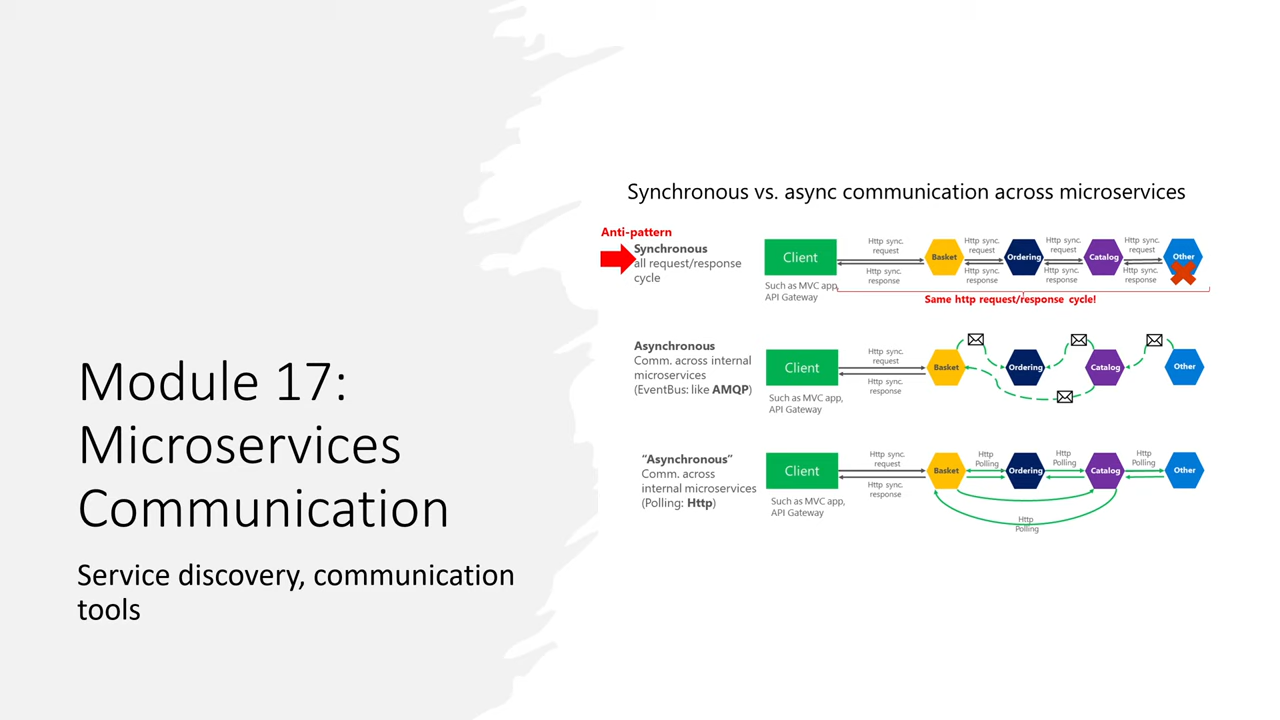 Module 17:
Microservices
Communication
Service discovery, communication
tools
Synchronous vs. async communication across microservices
Anti-pattern
Synchronous
all request/response
cycle
Client
Such as MVC app,
API Gateway
Http sync.
request
Http sync.
response
Basket
Http sync.
request
Http sync.
response
Ordering
Http sync.
request
Http sync.
response
Catalog
Http sync.
request
Http sync.
response
Other
Same http request/response cycle!
Asynchronous
Comm. across internal
microservices
(EventBus: like AMQP)
Client
Such as MVC app,
API Gateway
Http sync.
request
Http sync.
response
Basket
Ordering
Catalog
Other
“Asynchronous”
Comm. across
internal microservices
(Polling: Http)
Client
Such as MVC app,
API Gateway
Http sync.
request
Http sync.
response
Basket
Http
Polling
Ordering
Http
Polling
Catalog
Http
Polling
Other
Http
Polling